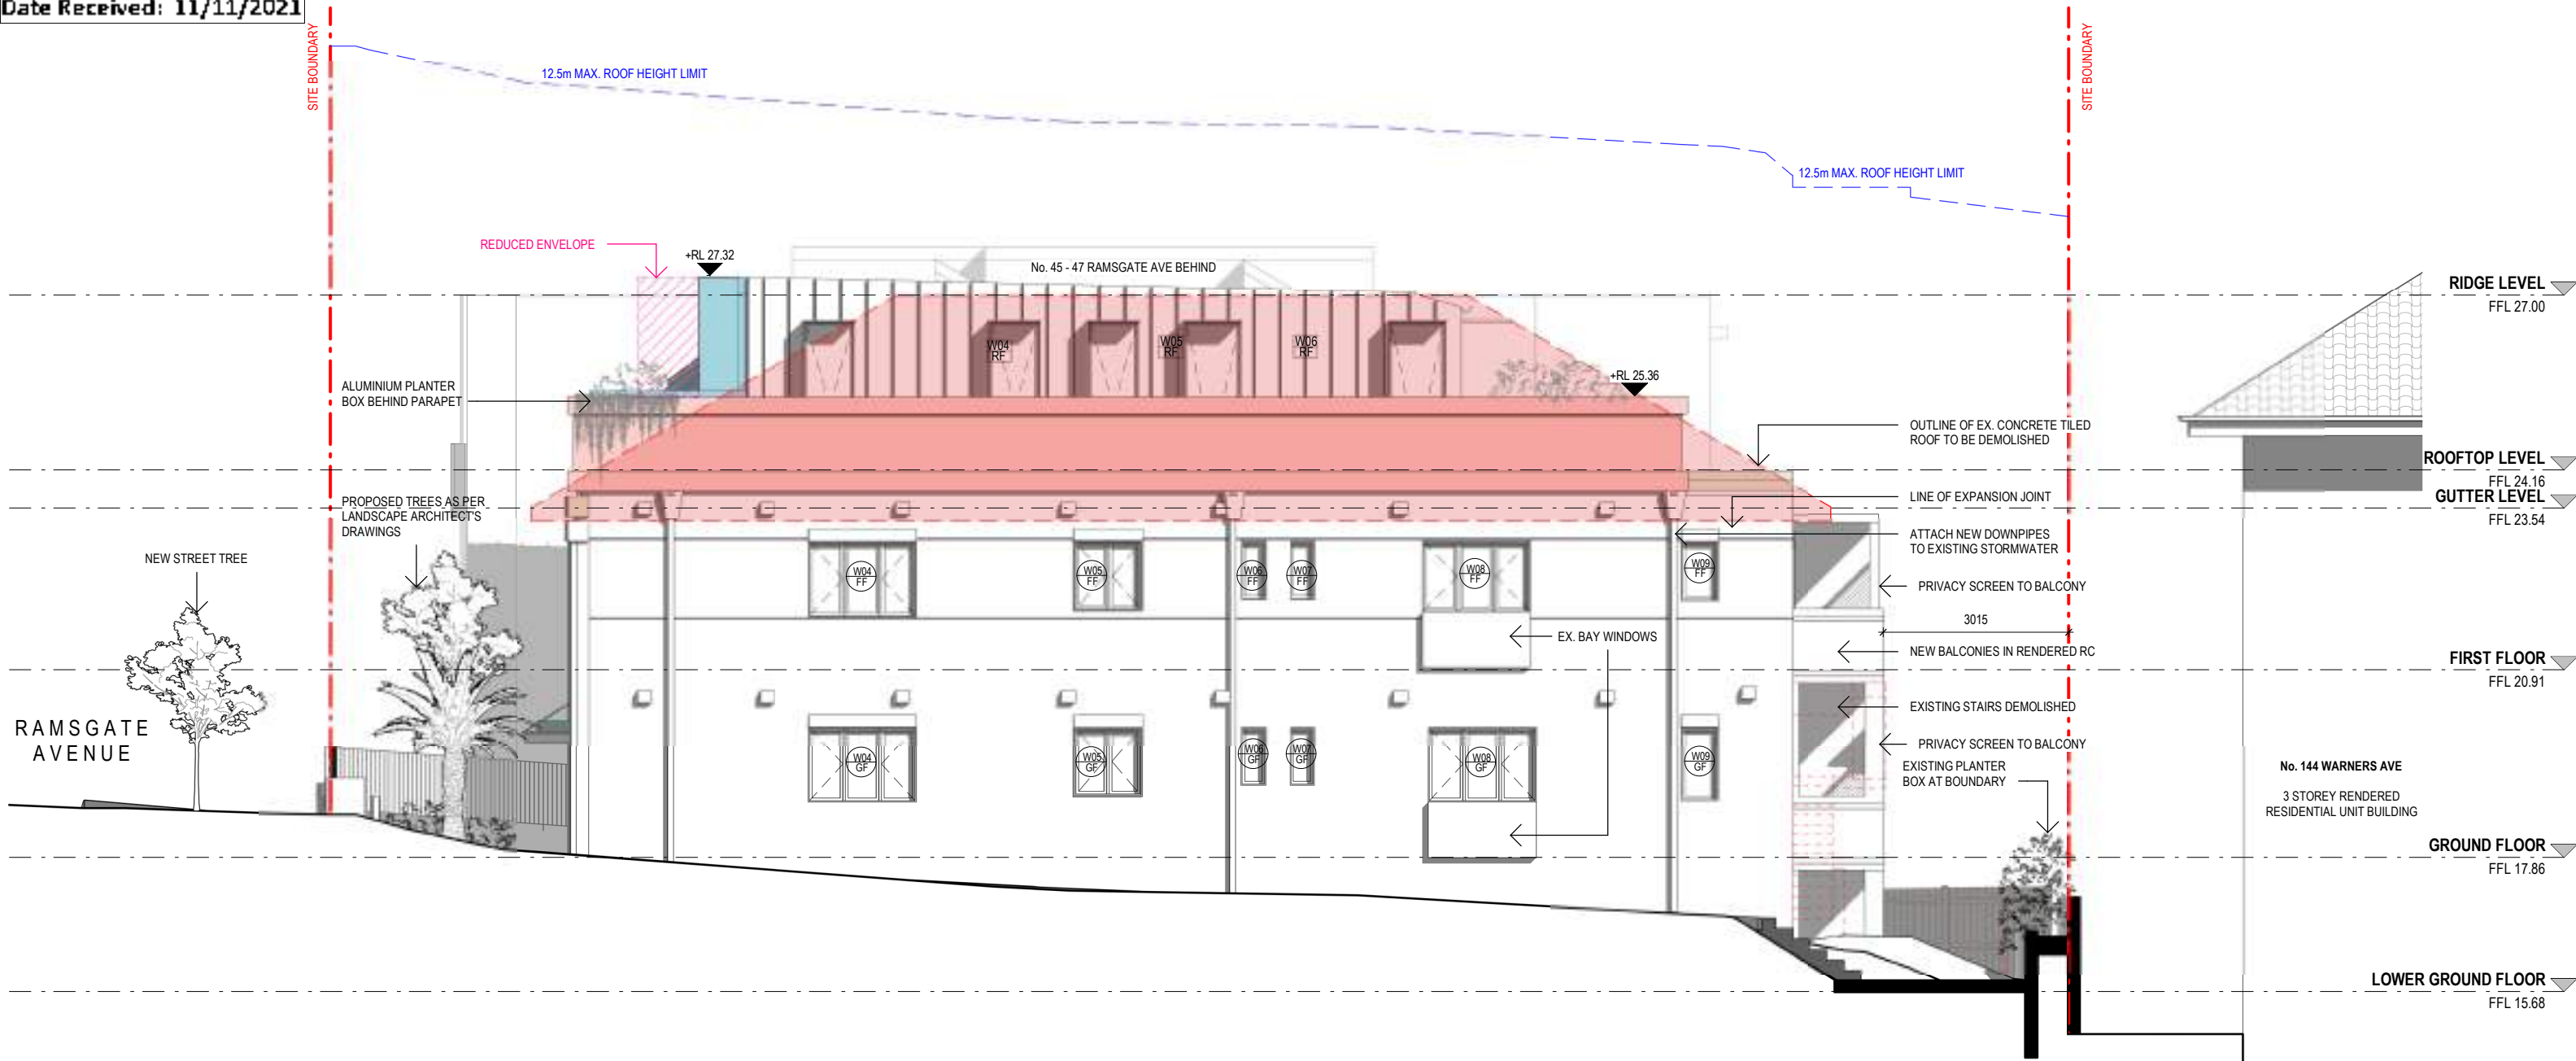 Date Received: 11/11/2021
SITE BOUNDARY
12.5m MAX. ROOF HEIGHT LIMIT
SITE BOUNDARY
12.5m MAX. ROOF HEIGHT LIMIT
REDUCED ENVELOPE
+RL 27.32
No. 45 - 47 RAMSGATE AVE BEHIND
RIDGE LEVEL
FFL 27.00
W04
RF
W05
RF
W06
RF
+RL 25.36
ALUMINIUM PLANTER
BOX BEHIND PARAPET
OUTLINE OF EX. CONCRETE TILED
ROOF TO BE DEMOLISHED
ROOFTOP LEVEL
FFL 24.16
GUTTER LEVEL
FFL 23.54
PROPOSED TREES AS PER
LANDSCAPE ARCHITECT'S
DRAWINGS
LINE OF EXPANSION JOINT
ATTACH NEW DOWNPIPES
TO EXISTING STORMWATER
NEW STREET TREE
W04
FF
W05
FF
W06
FF
W07
FF
W08
FF
W09
FF
PRIVACY SCREEN TO BALCONY
3015
EX. BAY WINDOWS
NEW BALCONIES IN RENDERED RC
FIRST FLOOR
FFL 20.91
EXISTING STAIRS DEMOLISHED
RAMSGATE
AVENUE
W04
GF
W05
GF
W06
GF
W07
GF
W08
GF
W09
GF
PRIVACY SCREEN TO BALCONY
EXISTING PLANTER
BOX AT BOUNDARY
No. 144 WARNERS AVE
3 STOREY RENDERED
RESIDENTIAL UNIT BUILDING
GROUND FLOOR
FFL 17.86
LOWER GROUND FLOOR
FFL 15.68